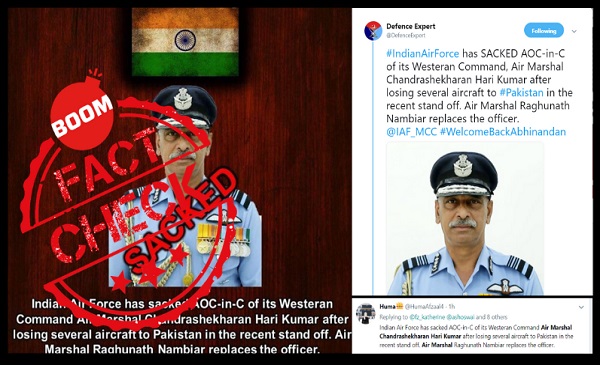 BOOM
FACT
CHECK
SACKED
Indian Air Force has sacked AOC-in-C of its Westeran
Command Air Marshal Chandrashekharan Hari Kumar after
losing several aircraft to Pakistan in the recent stand off. Air
Marshal Raghunath Nambiar replaces the officer.
Defence Expert
@DefencExpert
Following
#IndianAirForce has SACKED AOC-in-C
of its Westeran Command, Air Marshal
Chandrashekharan Hari Kumar after
losing several aircraft to #Pakistan in the
recent stand off. Air Marshal Raghunath
Nambiar replaces the officer.
@IAF_MCC #WelcomeBackAbhinandan
Huma @HumaAfzaal4 · 1h
Replying to @fz_katherine @ashoswai and 8 others
Indian Air Force has sacked AOC-in-C of its Westeran Command Air Marshal
Chandrashekharan Hari Kumar after losing several aircraft to Pakistan in the
recent stand off. Air Marshal Raghunath Nambiar replaces the officer.